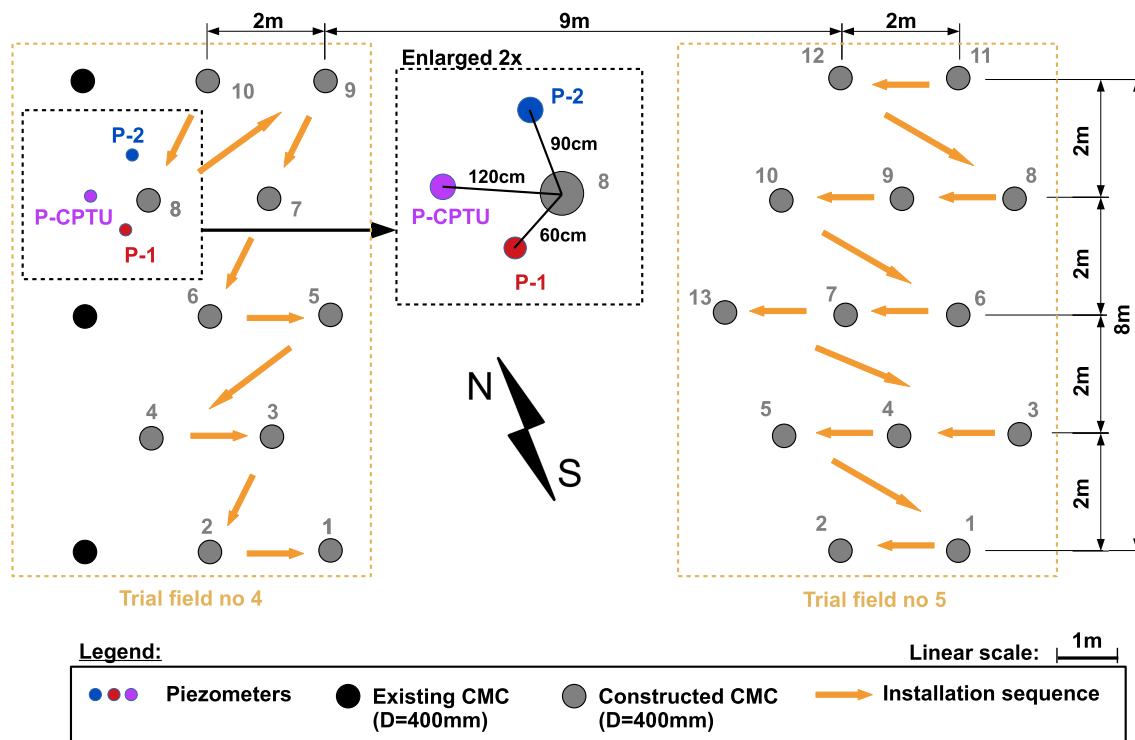 2m
9m
2m
Enlarged 2x
12
11
10
9
P-2
P-2
90cm
2m
120cm
8
10
9
8
8
7
P-CPTU
P-CPTU
60cm
P-1
P-1
2m
6
5
13
7
6
8m
N
S
2m
4
3
5
4
3
2m
2
1
2
1
Trial field no 4
Trial field no 5
Legend:
Linear scale:
1m
Piezometers
Existing CMC
(D=400mm)
Constructed CMC
(D=400mm)
Installation sequence